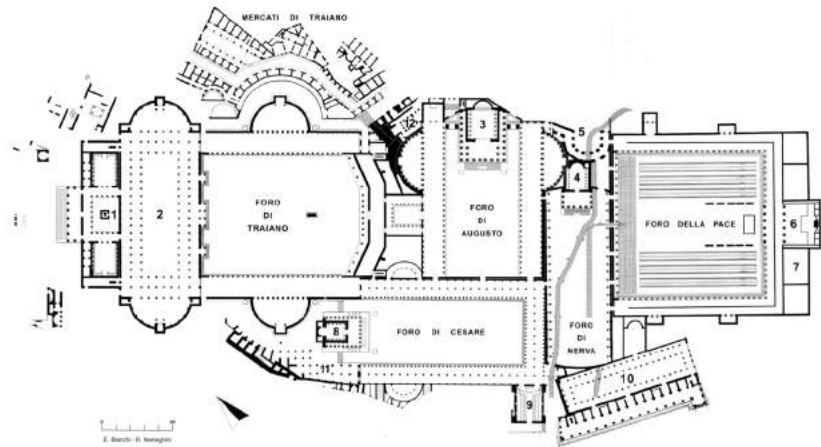 MERCATI DI TRAIANO
12
3
5
4
1
2
FORO
DI
TRAIANO
FORO
DI
AUGUSTO
FORO DELLA PACE
6
7
8
FORO DI CESARE
FORO
DI
NERVA
11
9
10
E. Bianchi - R. Meneghini